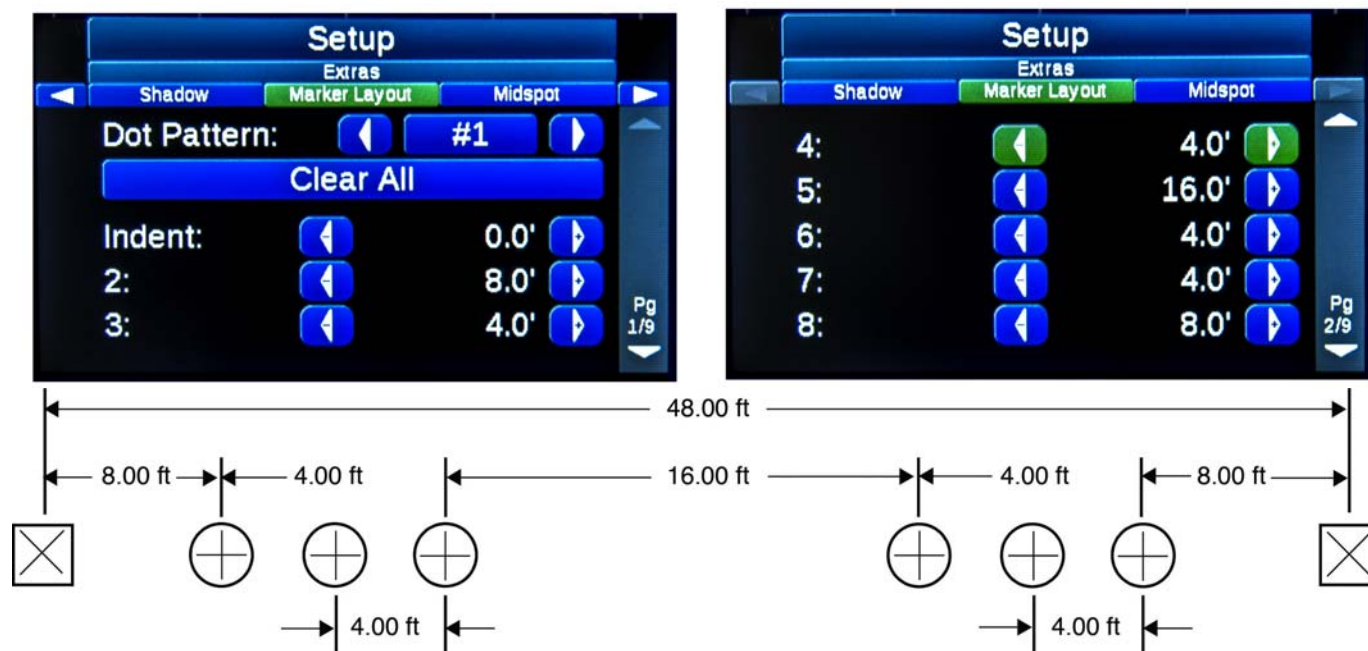 Setup
Extras
Shadow Marker Layout Midspot
Dot Pattern: #1
Clear All
Indent: - 0.0' +
2: - 8.0' +
3: - 4.0' +
Pg
1/9
Setup
Extras
Shadow Marker Layout Midspot
4: - 4.0' +
5: - 16.0' +
6: - 4.0' +
7: - 4.0' +
8: - 8.0' +
Pg
2/9
48.00 ft
8.00 ft 4.00 ft 16.00 ft 4.00 ft 8.00 ft
4.00 ft 4.00 ft